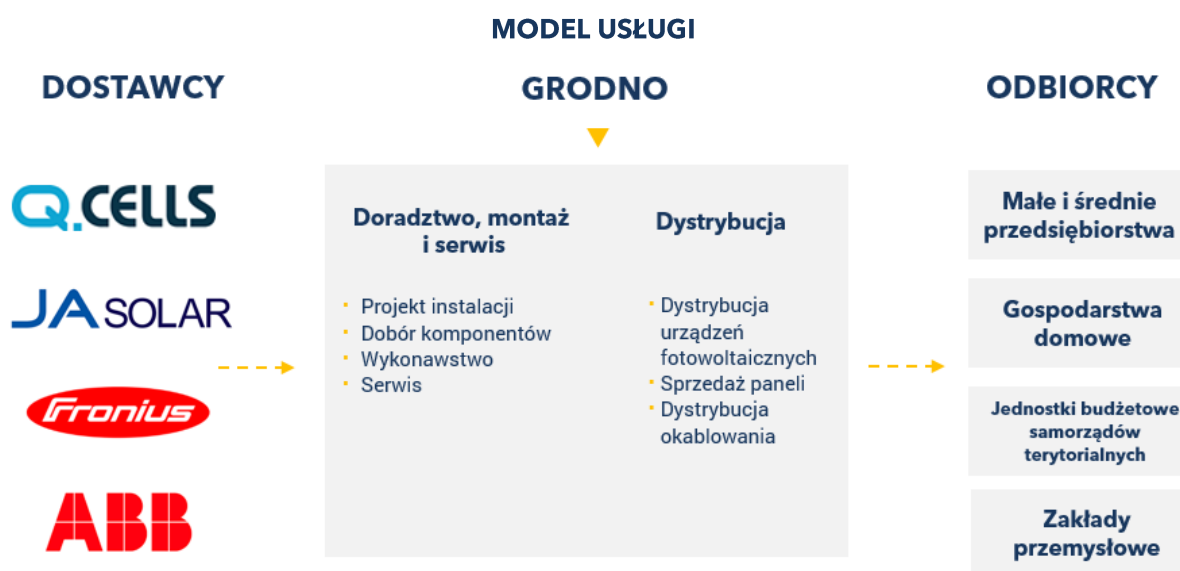 MODEL USŁUGI
DOSTAWCY
GRODNO
ODBIORCY
Q.CELLS
JA SOLAR
Fronius
ABB
Doradztwo, montaż
i serwis
Projekt instalacji
Dobór komponentów
Wykonawstwo
Serwis
Dystrybucja
Dystrybucja
urządzeń
fotowoltaicznych
Sprzedaż paneli
Dystrybucja
okablowania
Małe i średnie
przedsiębiorstwa
Gospodarstwa
domowe
Jednostki budżetowe
samorządów
terytorialnych
Zakłady
przemysłowe